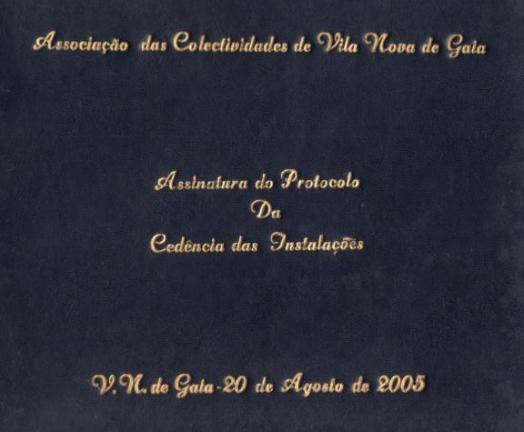 Associação das Colectividades de Vila Nova de Gaia
Assinatura do Protocolo
Da
Cedência das Instalações
V. N. de Gaia - 20 de Agosto de 2005